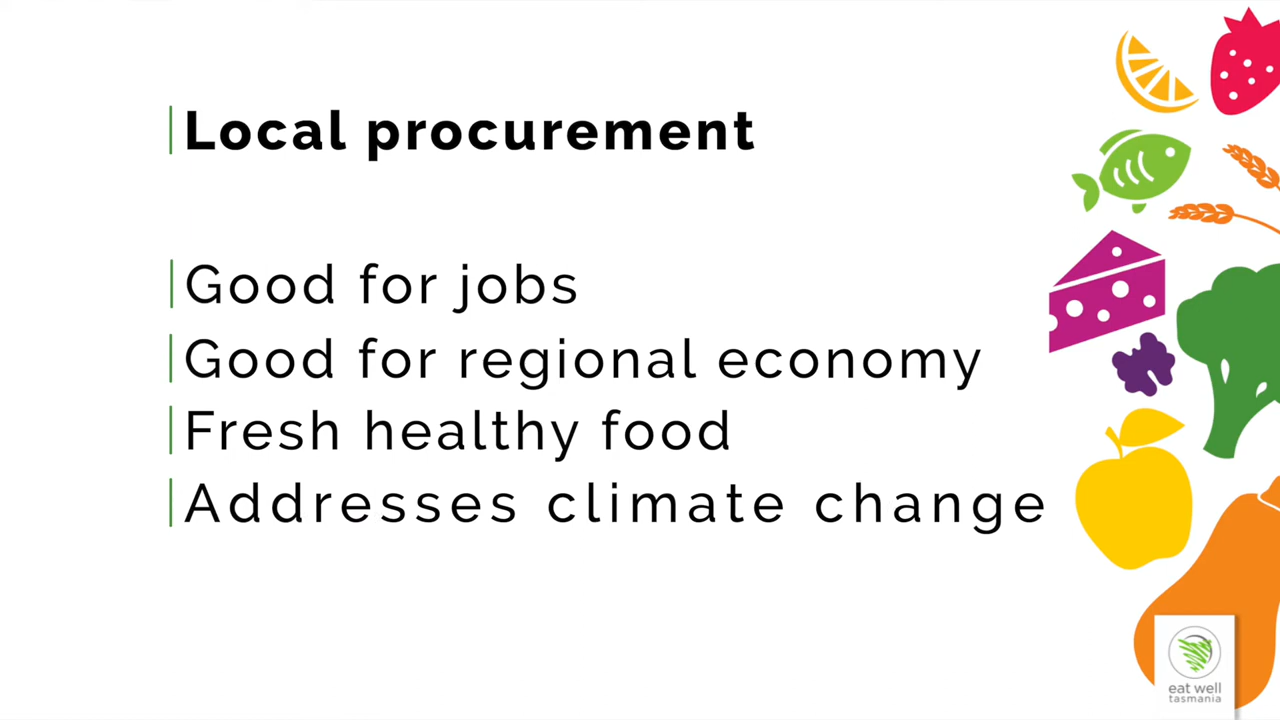 Local procurement
Good for jobs
Good for regional economy
Fresh healthy food
Addresses climate change
eat well
tasmania